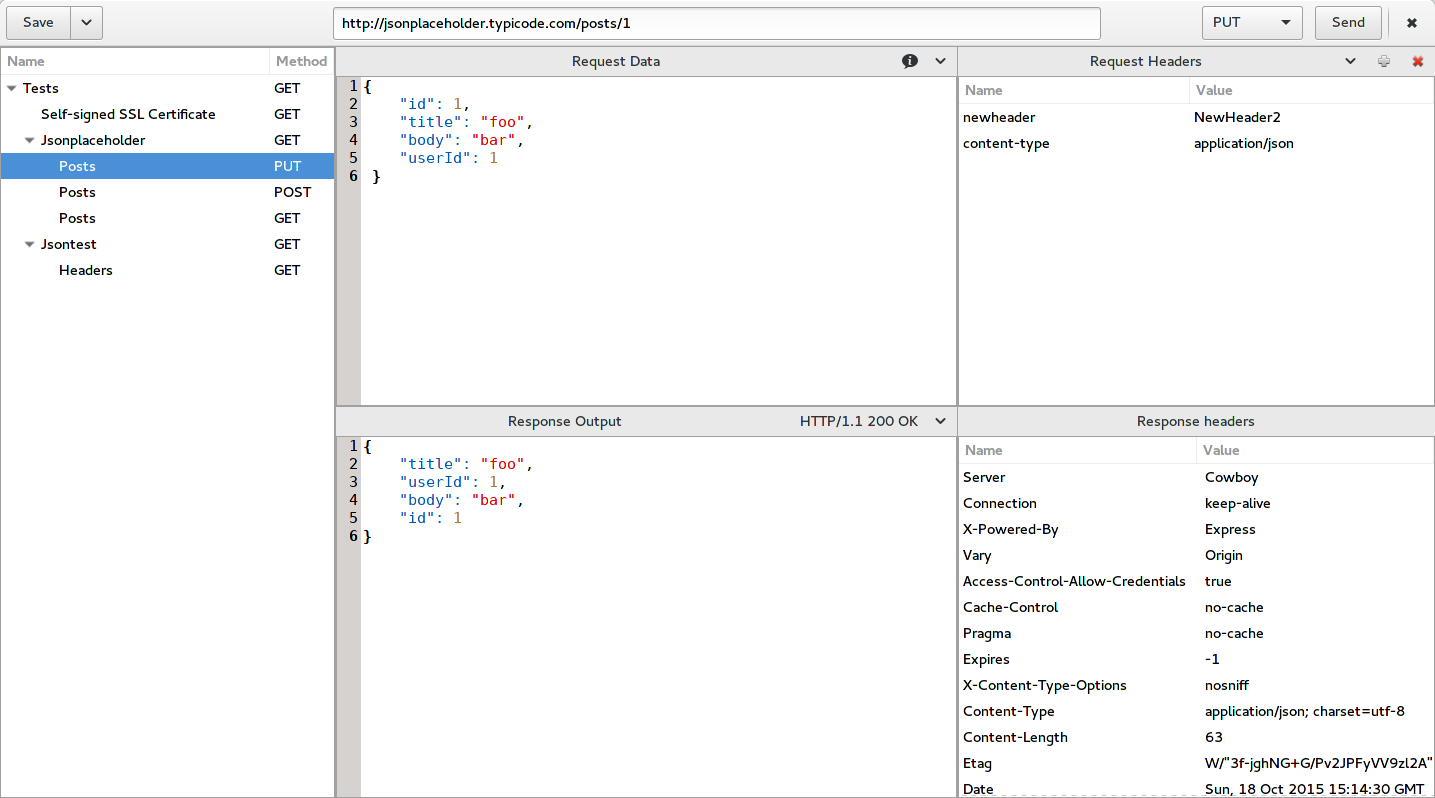 Save http://jsonplaceholder.typicode.com/posts/1 PUT Send
Name Method
Tests GET
Self-signed SSL Certificate GET
Jsonplaceholder GET
Posts PUT
Posts POST
Posts GET
Jsontest GET
Headers GET
Request Data
1 {
2 "id": 1,
3 "title": "foo",
4 "body": "bar",
5 "userId": 1
6 }
Request Headers
Name Value
newheader NewHeader2
content-type application/json
Response Output HTTP/1.1 200 OK
1 {
2 "title": "foo",
3 "userId": 1,
4 "body": "bar",
5 "id": 1
6 }
Response headers
Name Value
Server Cowboy
Connection keep-alive
X-Powered-By Express
Vary Origin
Access-Control-Allow-Credentials true
Cache-Control no-cache
Pragma no-cache
Expires -1
X-Content-Type-Options nosniff
Content-Type application/json; charset=utf-8
Content-Length 63
Etag W/"3f-jghNG+G/Pv2JPFyVV9zl2A"
Date Sun, 18 Oct 2015 15:14:30 GMT